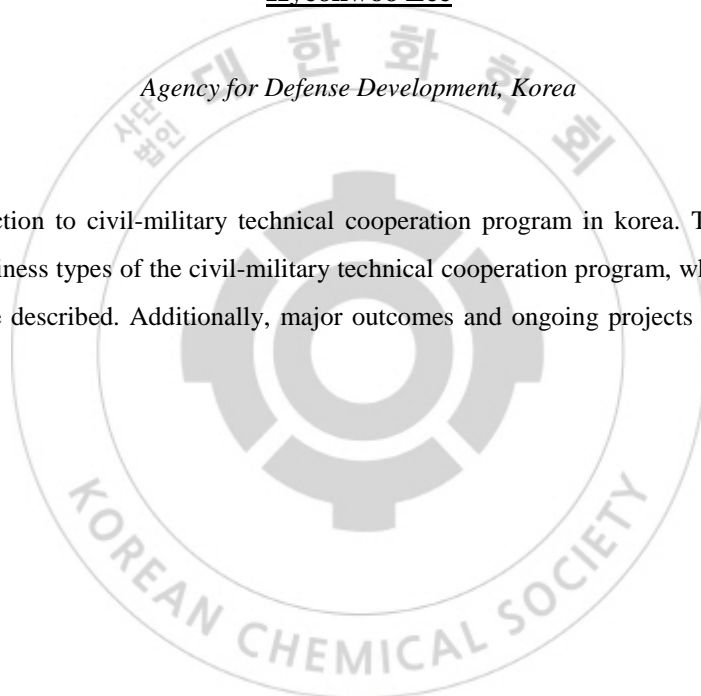 Agency for Defense Development, Korea
ction to civil-military technical cooperation program in korea. T
iness types of the civil-military technical cooperation program, wh
e described. Additionally, major outcomes and ongoing projects
사단법인 대한화학회
KOREAN CHEMICAL SOCIETY